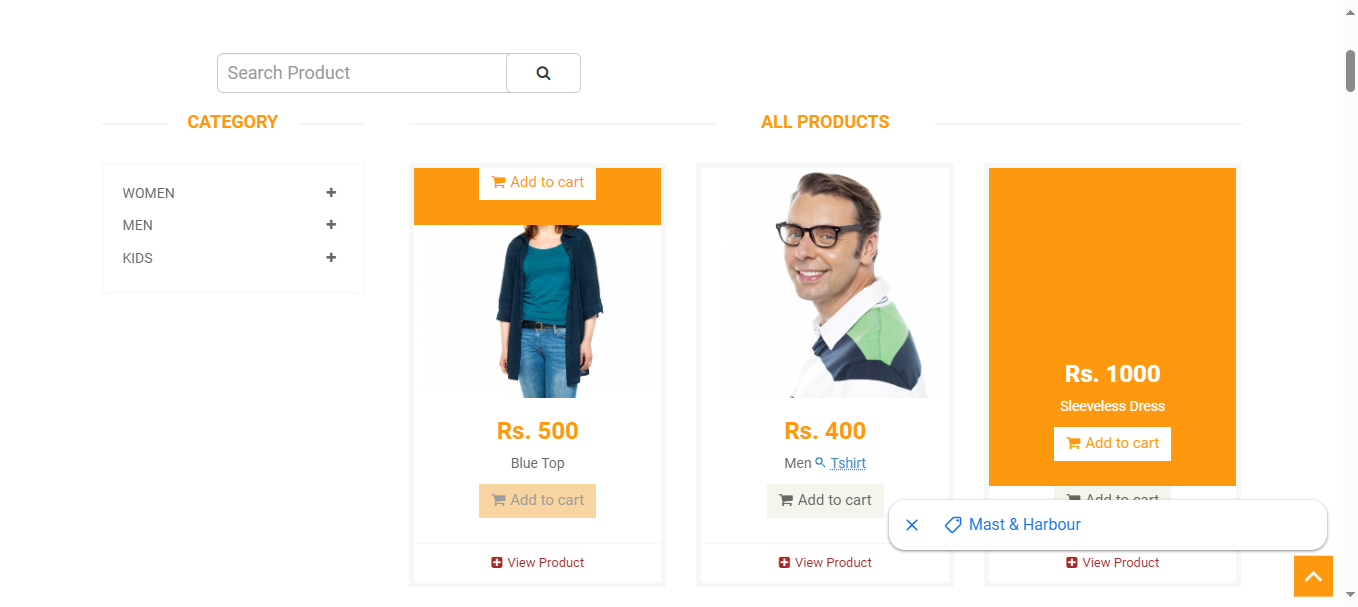 Search Product
CATEGORY
ALL PRODUCTS
WOMEN
MEN
KIDS
Add to cart
Rs. 500
Blue Top
Add to cart
View Product
Rs. 400
Men Tshirt
Add to cart
View Product
Rs. 1000
Sleeveless Dress
Add to cart
Add to cart
View Product
Mast & Harbour